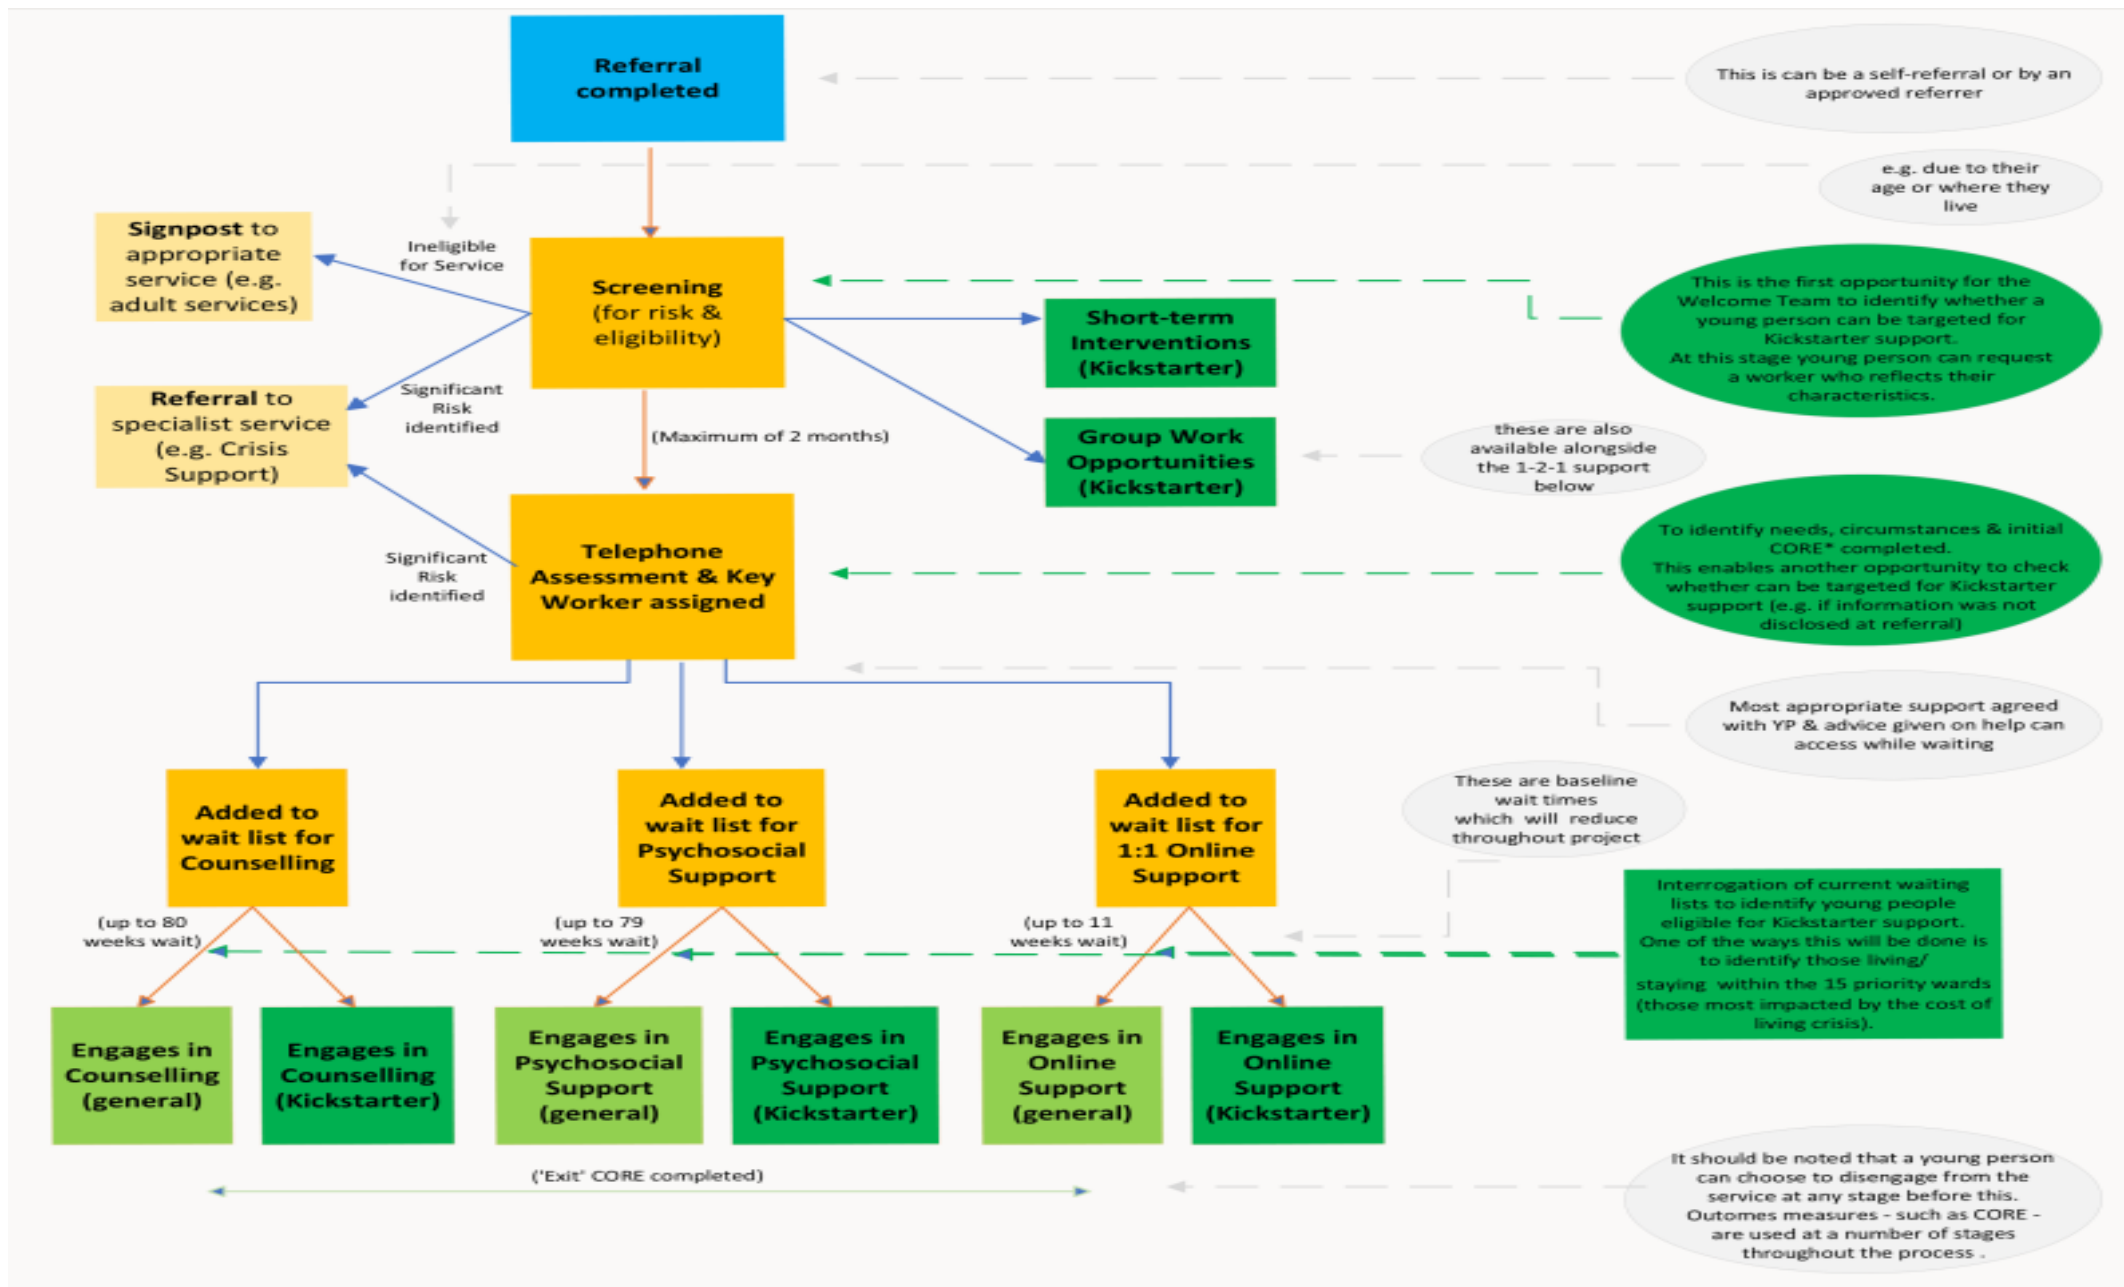 Referral
completed
This is can be a self-referral or by an
approved referrer
e.g. due to their
age or where they
live
Signpost to
appropriate
service (e.g.
adult services)
Ineligible
for Service
Screening
(for risk &
eligibility)
Short-term
Interventions
(Kickstarter)
This is the first opportunity for the
Welcome Team to identify whether a
young person can be targeted for
Kickstarter support.
At this stage young person can request
a worker who reflects their
characteristics.
Referral to
specialist service
(e.g. Crisis
Support)
Significant
Risk
identified
(Maximum of 2 months)
Group Work
Opportunities
(Kickstarter)
these are also
available alongside
the 1-2-1 support
below
Significant
Risk
identified
Telephone
Assessment & Key
Worker assigned
To identify needs, circumstances & initial
CORE* completed.
This enables another opportunity to check
whether can be targeted for Kickstarter
support (e.g. if information was not
disclosed at referral)
Most appropriate support agreed
with YP & advice given on help can
access while waiting
Added to
wait list for
Counselling
Added to
wait list for
Psychosocial
Support
Added to
wait list for
1:1 Online
Support
These are baseline
wait times
which will reduce
throughout project
(up to 80
weeks wait)
(up to 79
weeks wait)
(up to 11
weeks wait)
Interrogation of current waiting
lists to identify young people
eligible for Kickstarter support.
One of the ways this will be done is
to identify those living/
staying within the 15 priority wards
(those most impacted by the cost of
living crisis).
Engages in
Counselling
(general)
Engages in
Counselling
(Kickstarter)
Engages in
Psychosocial
Support
(general)
Engages in
Psychosocial
Support
(Kickstarter)
Engages in
Online
Support
(general)
Engages in
Online
Support
(Kickstarter)
('Exit' CORE completed)
It should be noted that a young person
can choose to disengage from the
service at any stage before this.
Outomes measures - such as CORE -
are used at a number of stages
throughout the process .